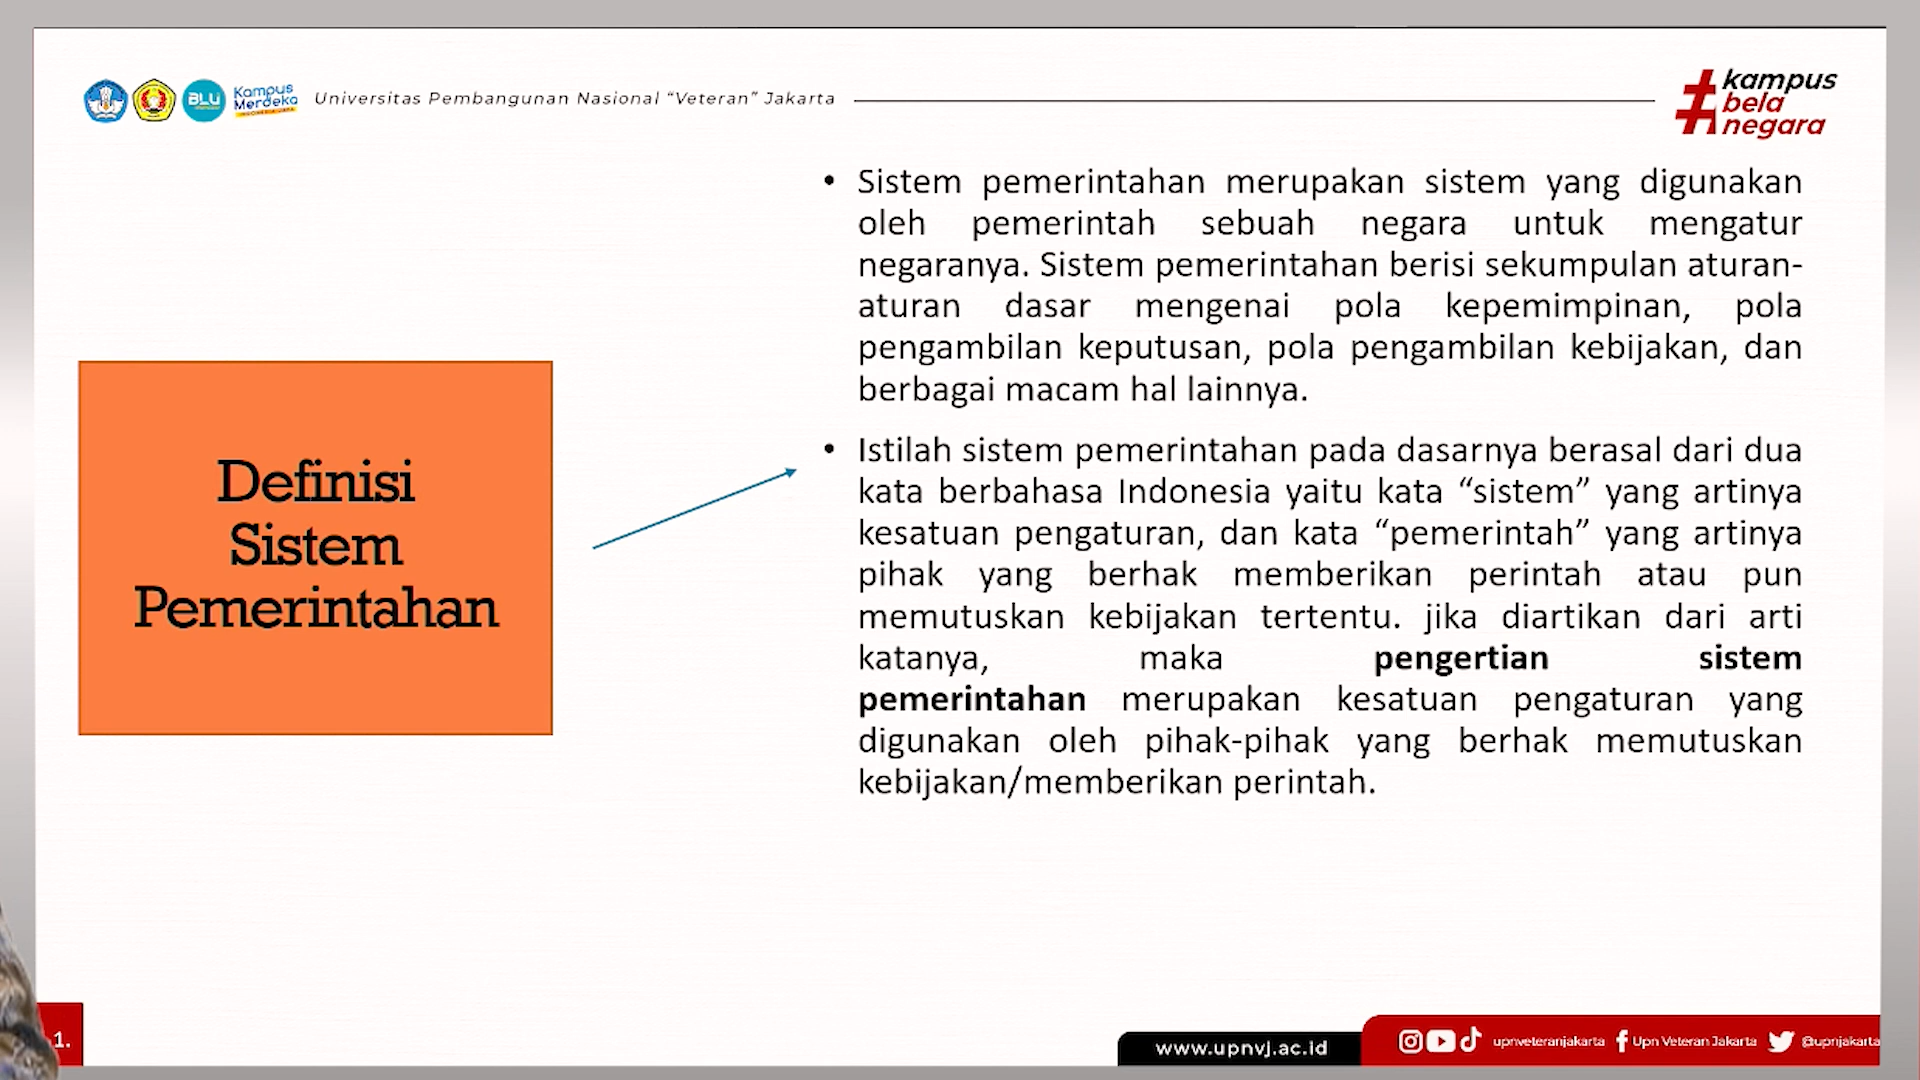 BLU
Kampus
Merdeka
INDONESIA JAYA
Universitas Pembangunan Nasional “Veteran” Jakarta
kampus
bela
negara
Definisi
Sistem
Pemerintahan
• Sistem pemerintahan merupakan sistem yang digunakan
oleh pemerintah sebuah negara untuk mengatur
negaranya. Sistem pemerintahan berisi sekumpulan aturan-
aturan dasar mengenai pola kepemimpinan, pola
pengambilan keputusan, pola pengambilan kebijakan, dan
berbagai macam hal lainnya.
• Istilah sistem pemerintahan pada dasarnya berasal dari dua
kata berbahasa Indonesia yaitu kata “sistem” yang artinya
kesatuan pengaturan, dan kata “pemerintah” yang artinya
pihak yang berhak memberikan perintah atau pun
memutuskan kebijakan tertentu. jika diartikan dari arti
katanya, maka pengertian sistem
pemerintahan merupakan kesatuan pengaturan yang
digunakan oleh pihak-pihak yang berhak memutuskan
kebijakan/memberikan perintah.
1.
www.upnvj.ac.id
upnveteranjakarta
Upn Veteran Jakarta
@upnjakarta